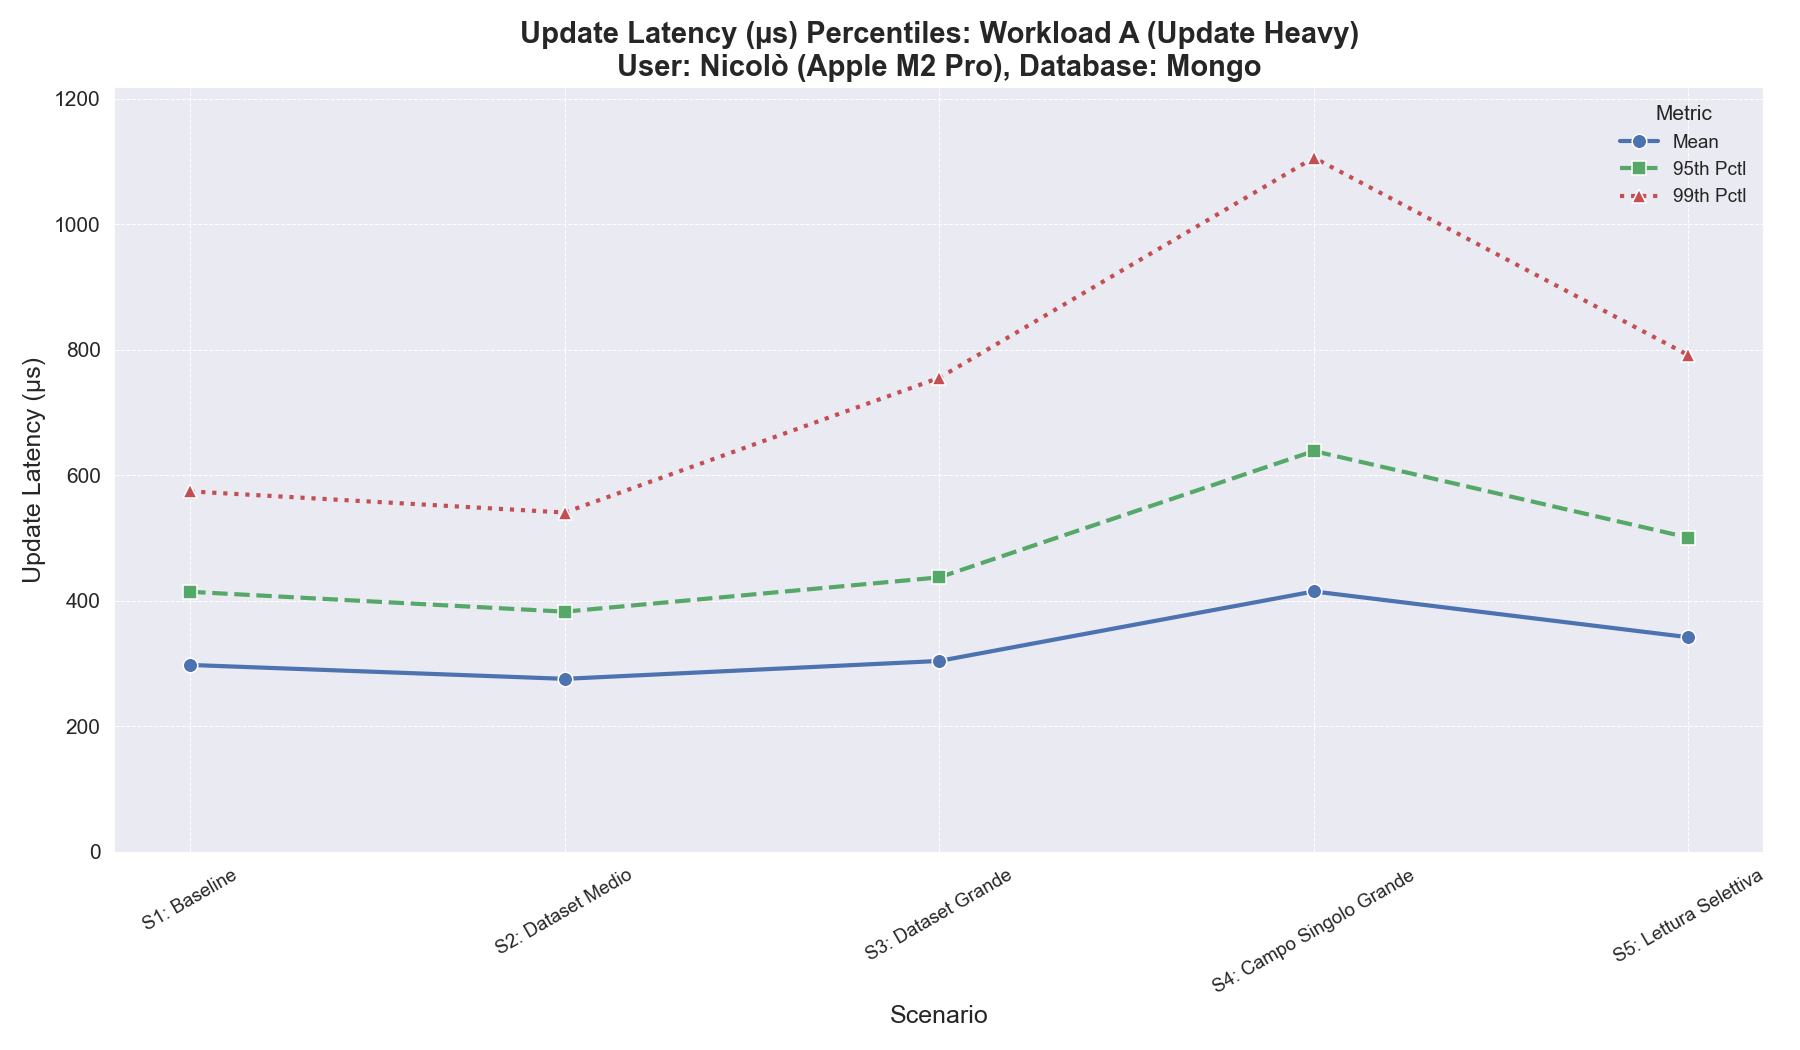 Update Latency (µs) Percentiles: Workload A (Update Heavy)
User: Nicolò (Apple M2 Pro), Database: Mongo
Update Latency (µs)
1200
1000
800
600
400
200
0
Metric
Mean
95th Pctl
99th Pctl
S1: Baseline
S2: Dataset Medio
S3: Dataset Grande
S4: Campo Singolo Grande
S5: Lettura Selettiva
Scenario